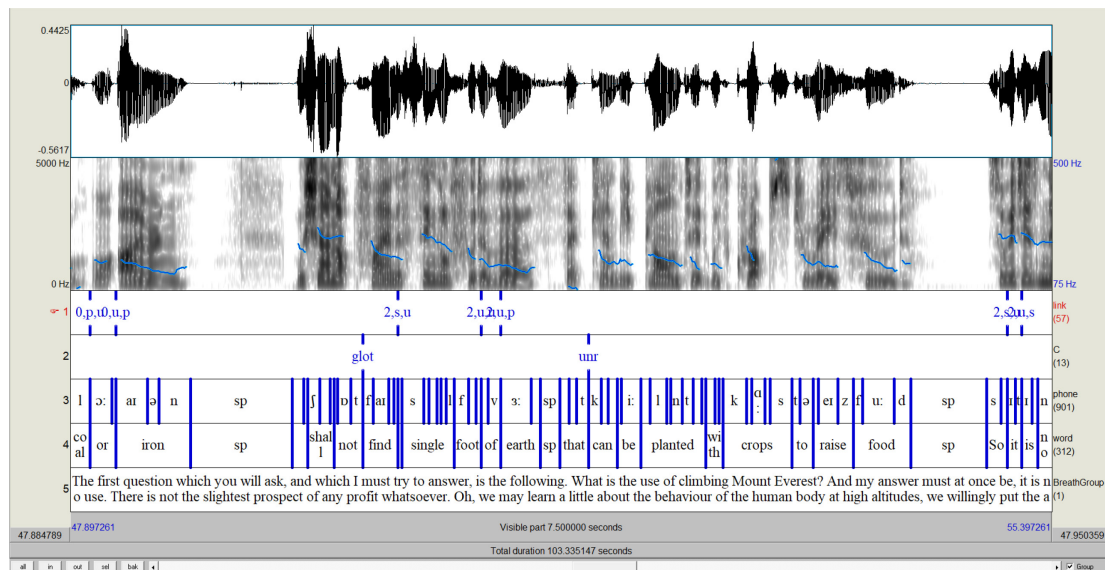 0.4425
0
-0.5617
5000 Hz
500 Hz
0 Hz
75 Hz
1
0,p,u
0,u,p
2,s,u
2,u,u,p
2,s,u
2,u,s
link
(57)
2
glot
unr
C
(13)
3
l ɔː aɪ ə n sp ʃ ɒ t f aɪ s l f v ɜː sp t k iː l n t k ɑː s t ə eɪ z f uː d sp s ɪ t ɪ n
phone
(901)
4
coal or iron sp shall not find single foot of earth sp that can be planted with crops to raise food sp So it is no
word
(312)
5
The first question which you will ask, and which I must try to answer, is the following. What is the use of climbing Mount Everest? And my answer must at once be, it is n
o use. There is not the slightest prospect of any profit whatsoever. Oh, we may learn a little about the behaviour of the human body at high altitudes, we willingly put the a
BreathGroup
(1)
47.897261
Visible part 7.500000 seconds
55.397261
47.884789
47.950359
Total duration 103.335147 seconds
all in out sel bak
Group